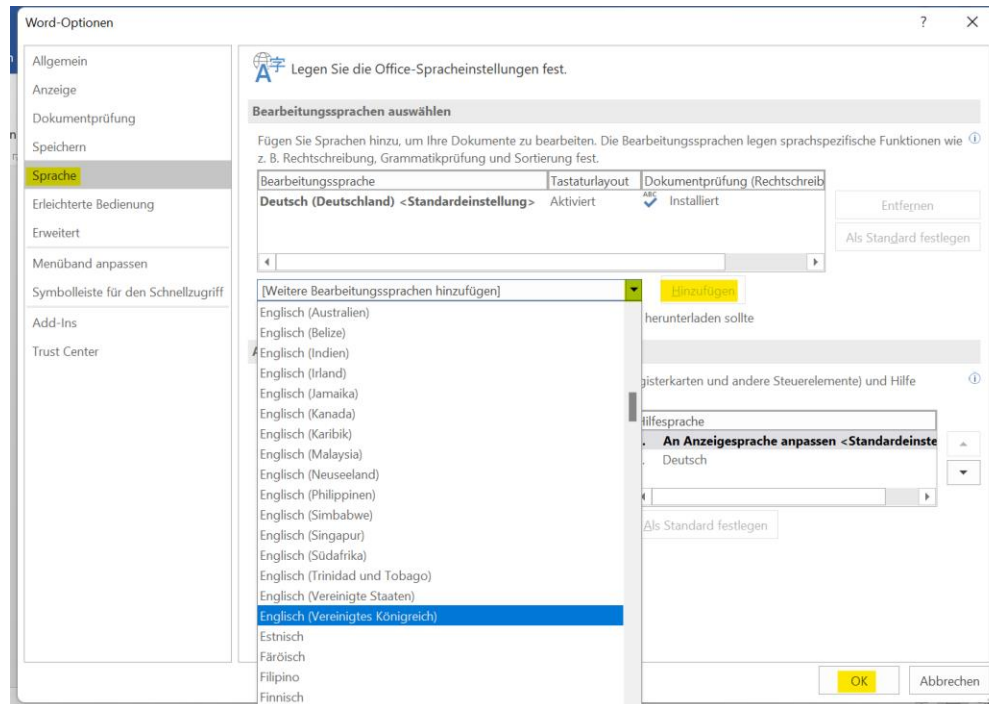 Word-Optionen
?
Allgemein
Anzeige
Dokumentprüfung
Speichern
Sprache
Erleichterte Bedienung
Erweitert
Menüband anpassen
Symbolleiste für den Schnellzugriff
Add-Ins
Trust Center
A字 Legen Sie die Office-Spracheinstellungen fest.
Bearbeitungssprachen auswählen
Fügen Sie Sprachen hinzu, um Ihre Dokumente zu bearbeiten. Die Bearbeitungssprachen legen sprachspezifische Funktionen wie
z. B. Rechtschreibung, Grammatikprüfung und Sortierung fest.
Bearbeitungssprache Tastaturlayout Dokumentprüfung (Rechtschreib
Deutsch (Deutschland) <Standardeinstellung> Aktiviert ABC Installiert
Entfernen
Als Standard festlegen
[Weitere Bearbeitungssprachen hinzufügen] Hinzufügen
Englisch (Australien)
herunterladen sollte
Englisch (Belize)
Englisch (Indien)
Englisch (Irland)
gisterkarten und andere Steuerelemente) und Hilfe
Englisch (Jamaika)
Englisch (Kanada)
Hilfesprache
Englisch (Karibik)
. An Anzeigesprache anpassen <Standardeinste
Englisch (Malaysia)
. Deutsch
Englisch (Neuseeland)
Englisch (Philippinen)
Englisch (Simbabwe)
Englisch (Singapur)
Als Standard festlegen
Englisch (Südafrika)
Englisch (Trinidad und Tobago)
Englisch (Vereinigte Staaten)
Englisch (Vereinigtes Königreich)
Estnisch
Färöisch
Filipino
Finnisch
OK
Abbrechen